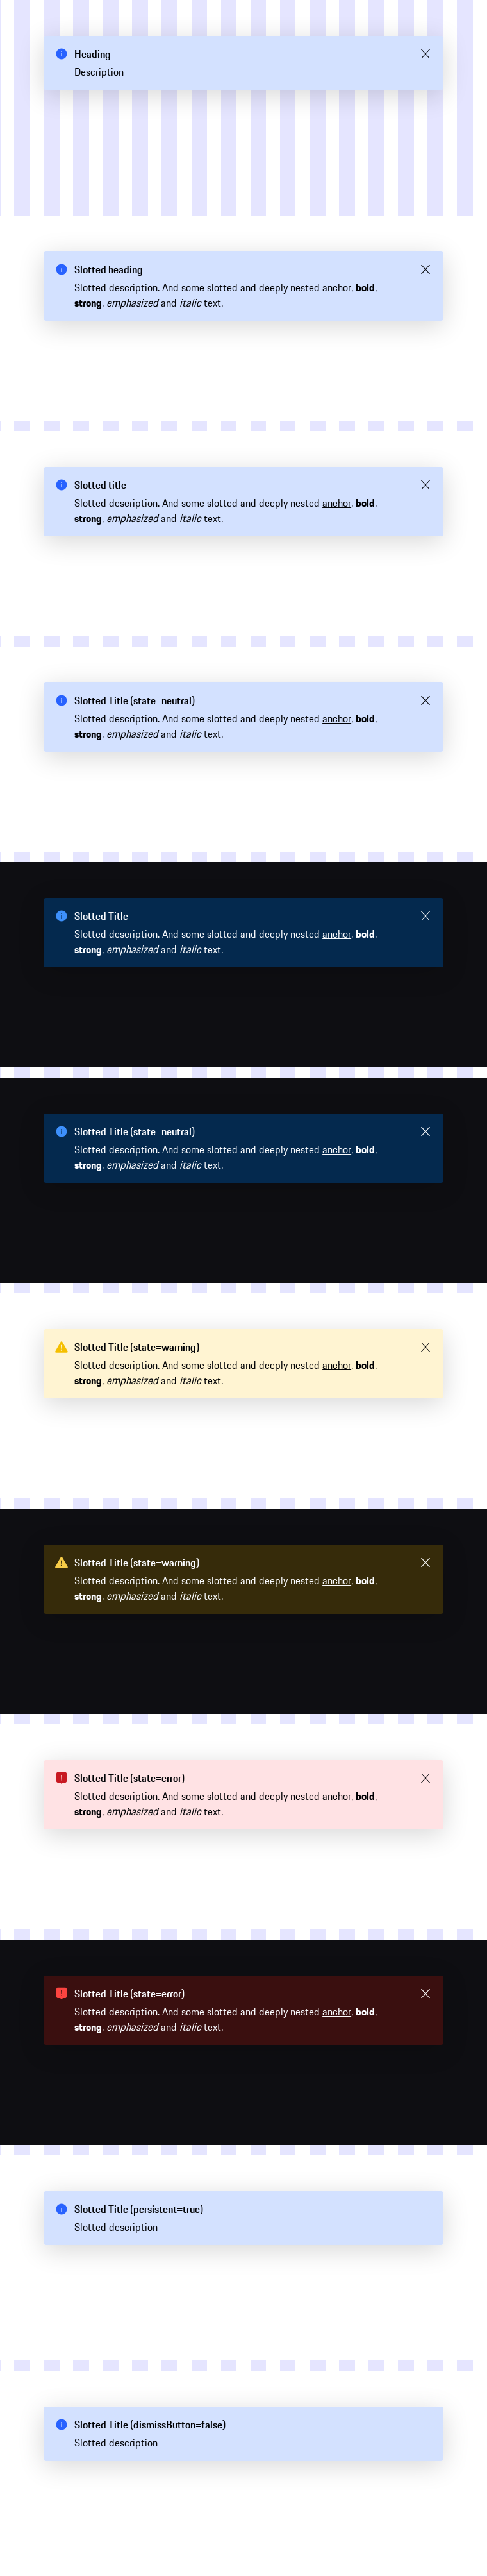 Heading
Description
Slotted heading
Slotted description. And some slotted and deeply nested anchor, bold,
strong, emphasized and italic text.
Slotted title
Slotted description. And some slotted and deeply nested anchor, bold,
strong, emphasized and italic text.
Slotted Title (state=neutral)
Slotted description. And some slotted and deeply nested anchor, bold,
strong, emphasized and italic text.
Slotted Title
Slotted description. And some slotted and deeply nested anchor, bold,
strong, emphasized and italic text.
Slotted Title (state=neutral)
Slotted description. And some slotted and deeply nested anchor, bold,
strong, emphasized and italic text.
Slotted Title (state=warning)
Slotted description. And some slotted and deeply nested anchor, bold,
strong, emphasized and italic text.
Slotted Title (state=warning)
Slotted description. And some slotted and deeply nested anchor, bold,
strong, emphasized and italic text.
Slotted Title (state=error)
Slotted description. And some slotted and deeply nested anchor, bold,
strong, emphasized and italic text.
Slotted Title (state=error)
Slotted description. And some slotted and deeply nested anchor, bold,
strong, emphasized and italic text.
Slotted Title (persistent=true)
Slotted description
Slotted Title (dismissButton=false)
Slotted description